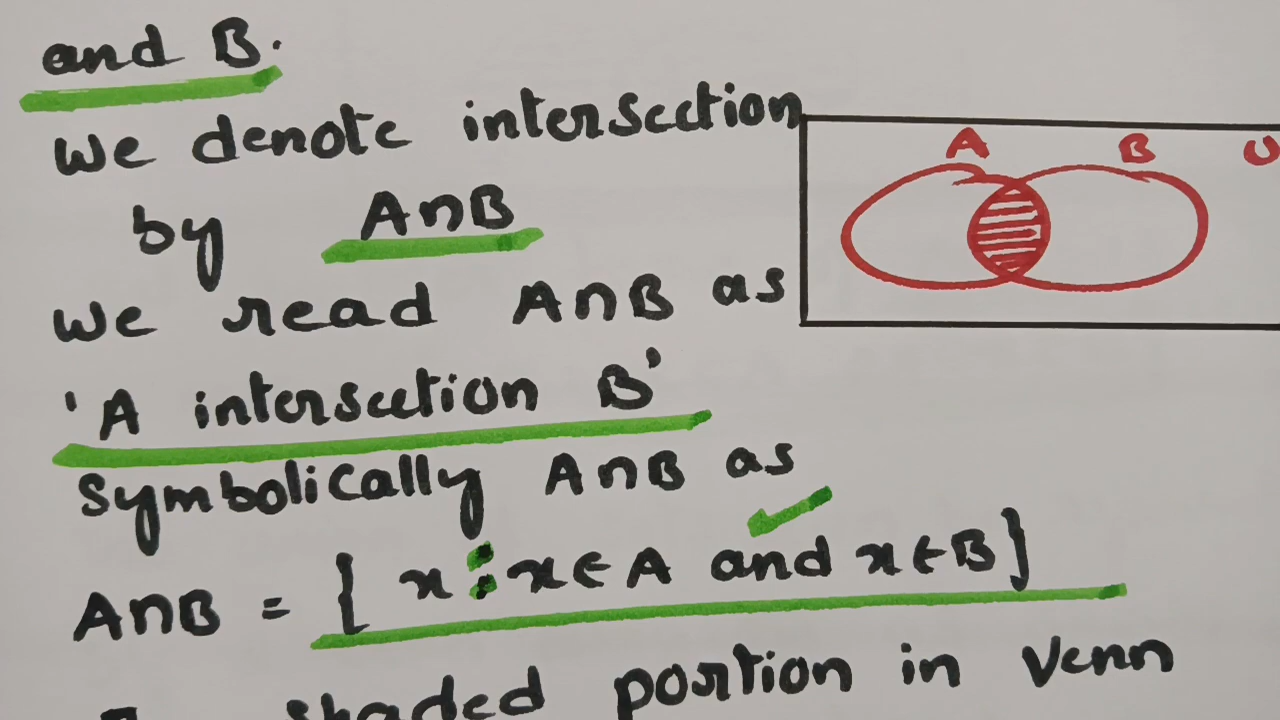 and B.
We denote intersection
by A∩B
We read A∩B as
'A intersection B'
Symbolically A∩B as
A∩B = { x : x ∈ A and x ∈ B }
shaded portion in Venn
A B U